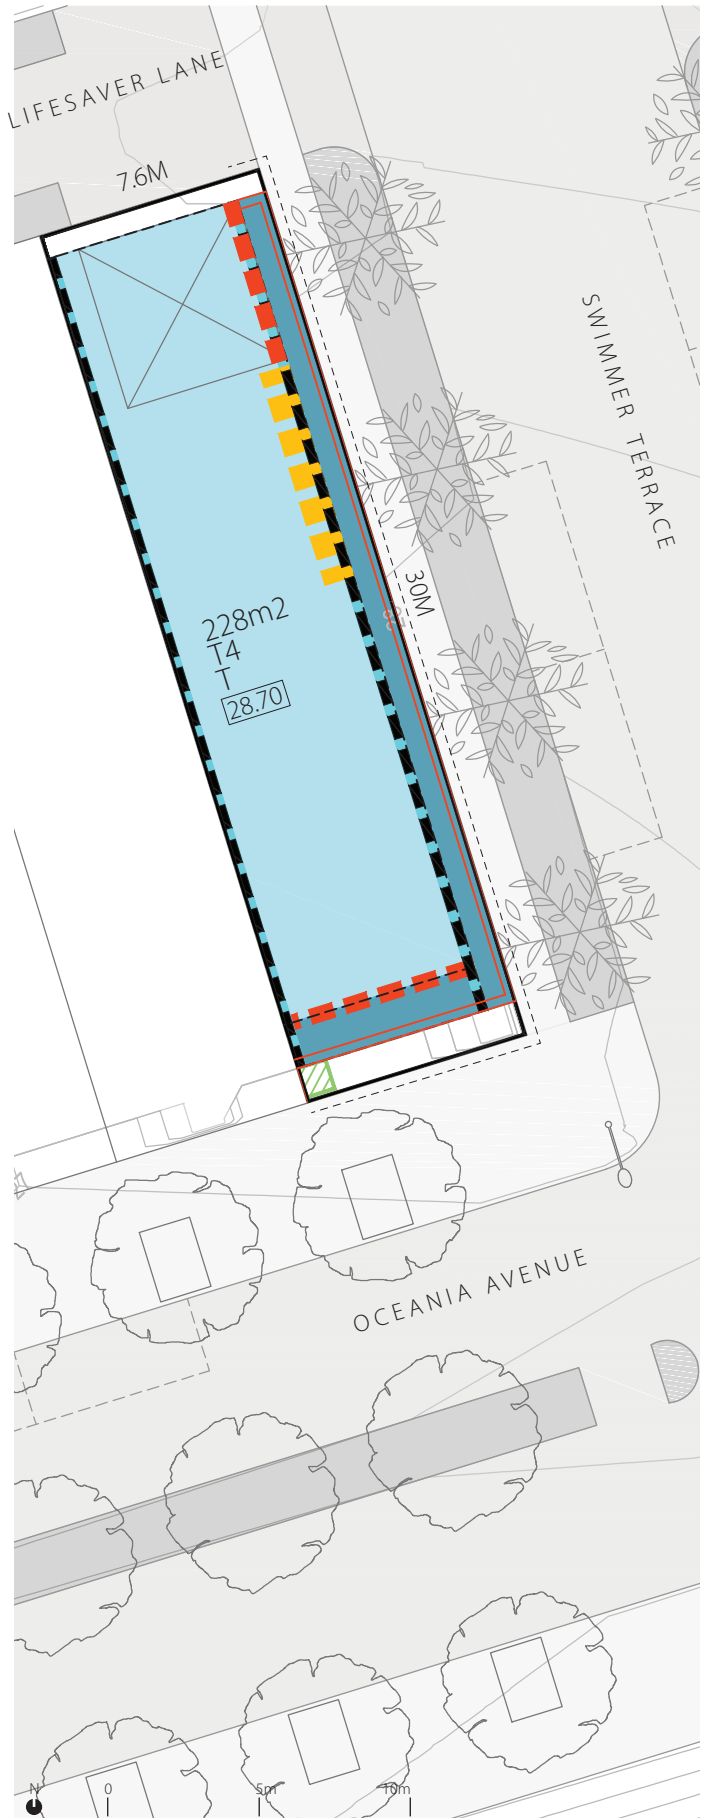 LIFESAVER LANE
7.6M
SWIMMER TERRACE
30M
228m2
T4
T
28.70
OCEANIA AVENUE
N 0 5m 10m